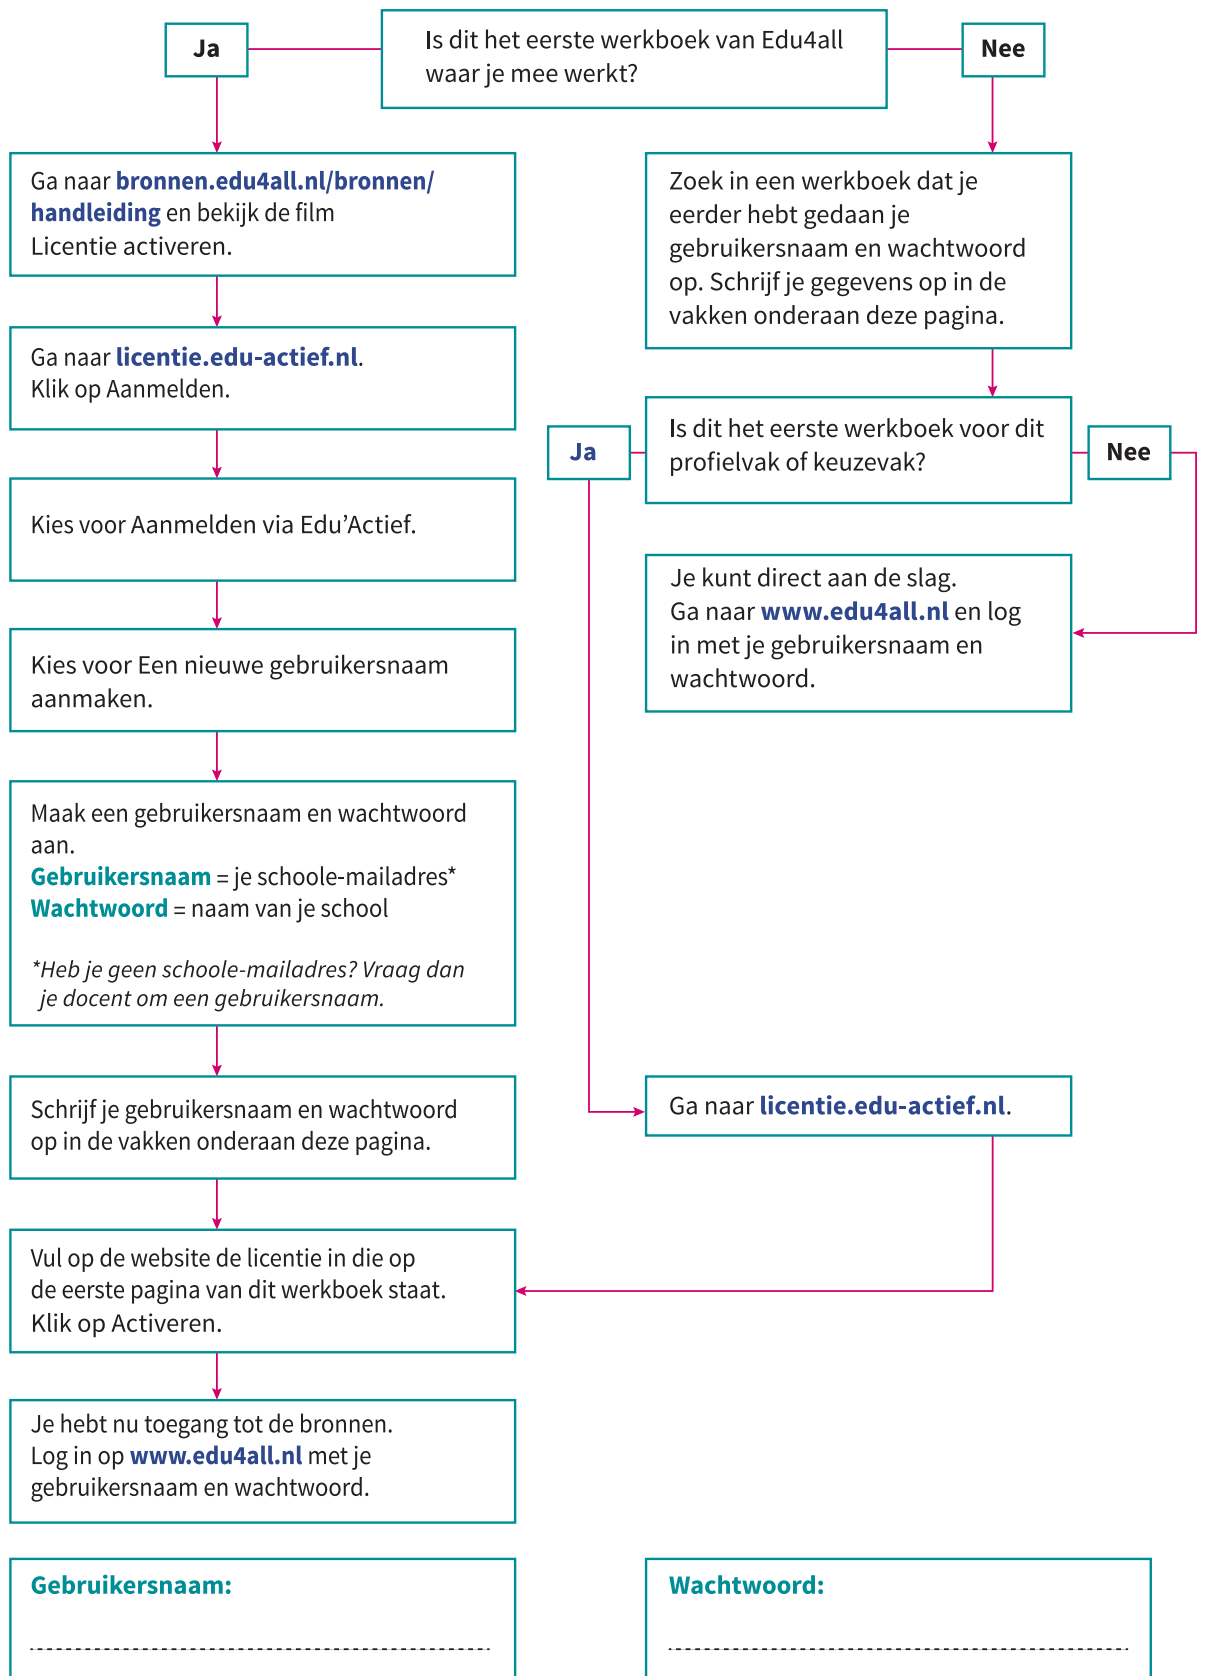 Ja
Is dit het eerste werkboek van Edu4all
waar je mee werkt?
Nee
Ga naar bronnen.edu4all.nl/bronnen/
handleiding en bekijk de film
Licentie activeren.
Ga naar licentie.edu-actief.nl.
Klik op Aanmelden.
Kies voor Aanmelden via Edu’Actief.
Kies voor Een nieuwe gebruikersnaam
aanmaken.
Maak een gebruikersnaam en wachtwoord
aan.
Gebruikersnaam = je schoole-mailadres*
Wachtwoord = naam van je school
*Heb je geen schoole-mailadres? Vraag dan
je docent om een gebruikersnaam.
Schrijf je gebruikersnaam en wachtwoord
op in de vakken onderaan deze pagina.
Vul op de website de licentie in die op
de eerste pagina van dit werkboek staat.
Klik op Activeren.
Je hebt nu toegang tot de bronnen.
Log in op www.edu4all.nl met je
gebruikersnaam en wachtwoord.
Zoek in een werkboek dat je
eerder hebt gedaan je
gebruikersnaam en wachtwoord
op. Schrijf je gegevens op in de
vakken onderaan deze pagina.
Ja
Is dit het eerste werkboek voor dit
profielvak of keuzevak?
Nee
Je kunt direct aan de slag.
Ga naar www.edu4all.nl en log
in met je gebruikersnaam en
wachtwoord.
Ga naar licentie.edu-actief.nl.
Gebruikersnaam:
Wachtwoord: